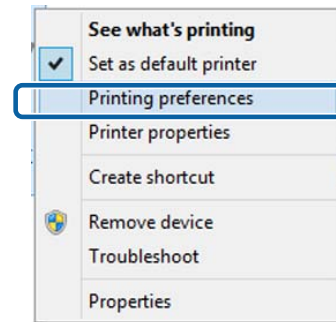 See what's printing
Set as default printer
Printing preferences
Printer properties
Create shortcut
Remove device
Troubleshoot
Properties